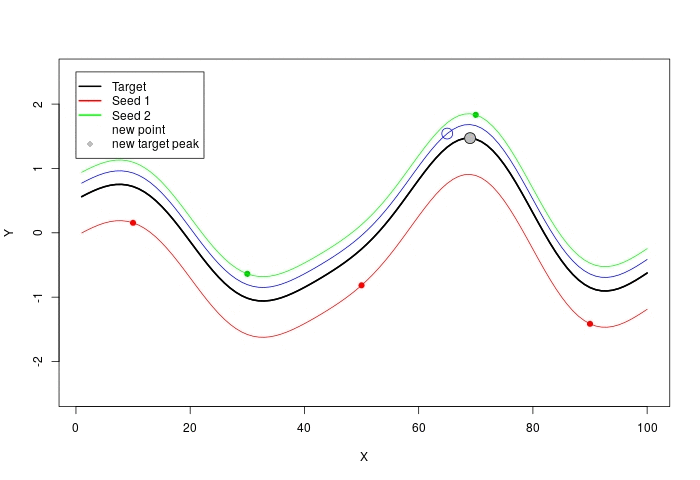 Target
Seed 1
Seed 2
new point
new target peak
2
1
0
-1
-2
Y
0 20 40 60 80 100
X